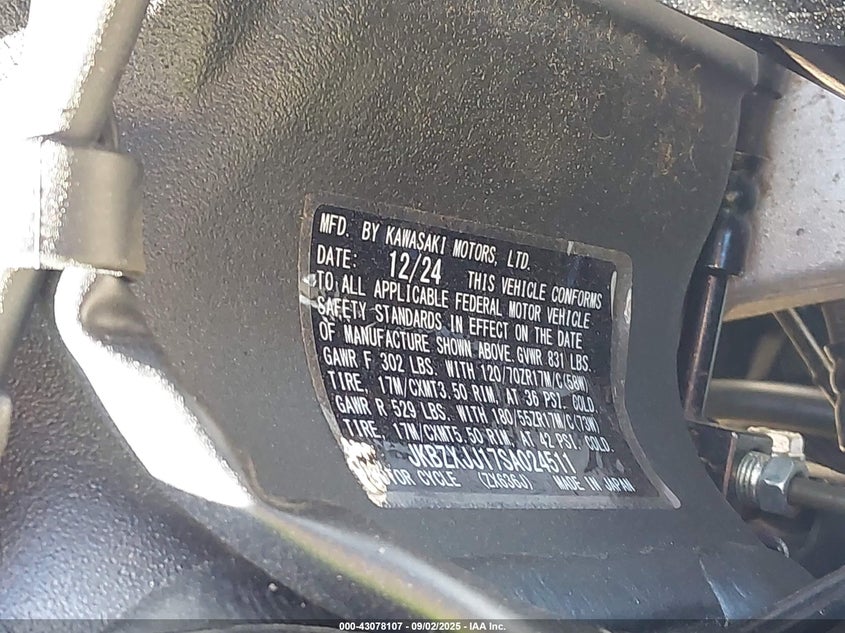 MFD. BY KAWASAKI MOTORS, LTD.
DATE: 12/24 THIS VEHICLE CONFORMS
TO ALL APPLICABLE FEDERAL MOTOR VEHICLE
SAFETY STANDARDS IN EFFECT ON THE DATE
OF MANUFACTURE SHOWN ABOVE.GVWR 831 LBS.
GAWR F 302 LBS. WITH 120/70ZR17M/C(58W)
TIRE, 17M/CXMT3.50 RIM, AT 36 PSI. COLD.
GAWR R 529 LBS. WITH 180/55ZR17M/C(73W)
TIRE, 17M/CXMT5.50 RIM, AT 42 PSI. COLD.
JKBZXJJ17SA024511
CYCLE (ZX636J) MADE IN JAPAN
000-43078107 - 09/02/2025 - IAA Inc.